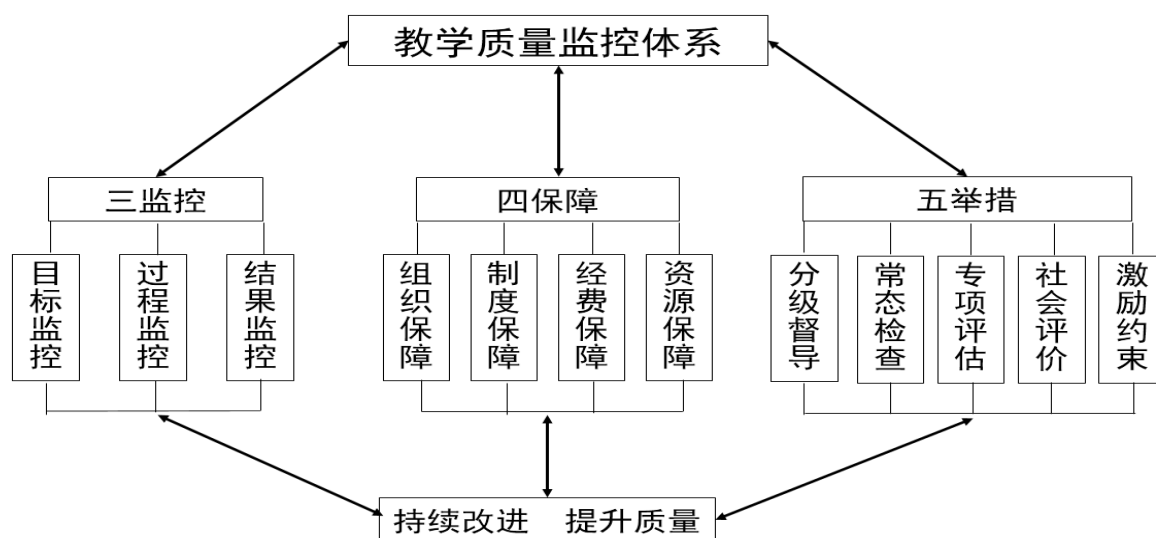 教学质量监控体系
三监控
四保障
五举措
目标监控
过程监控
结果监控
组织保障
制度保障
经费保障
资源保障
分级督导
常态检查
专项评估
社会评价
激励约束
持续改进 提升质量